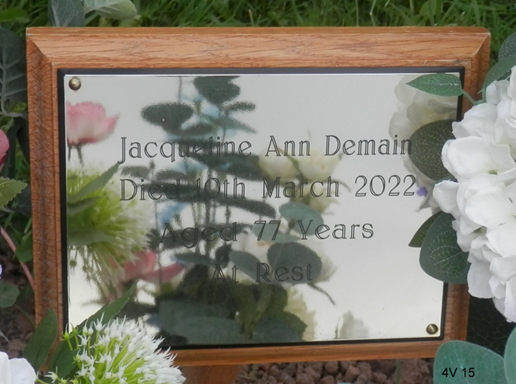 Jacqueline Ann Demain
Died 10th March 2022
Aged 77 Years
At Rest
4V 15